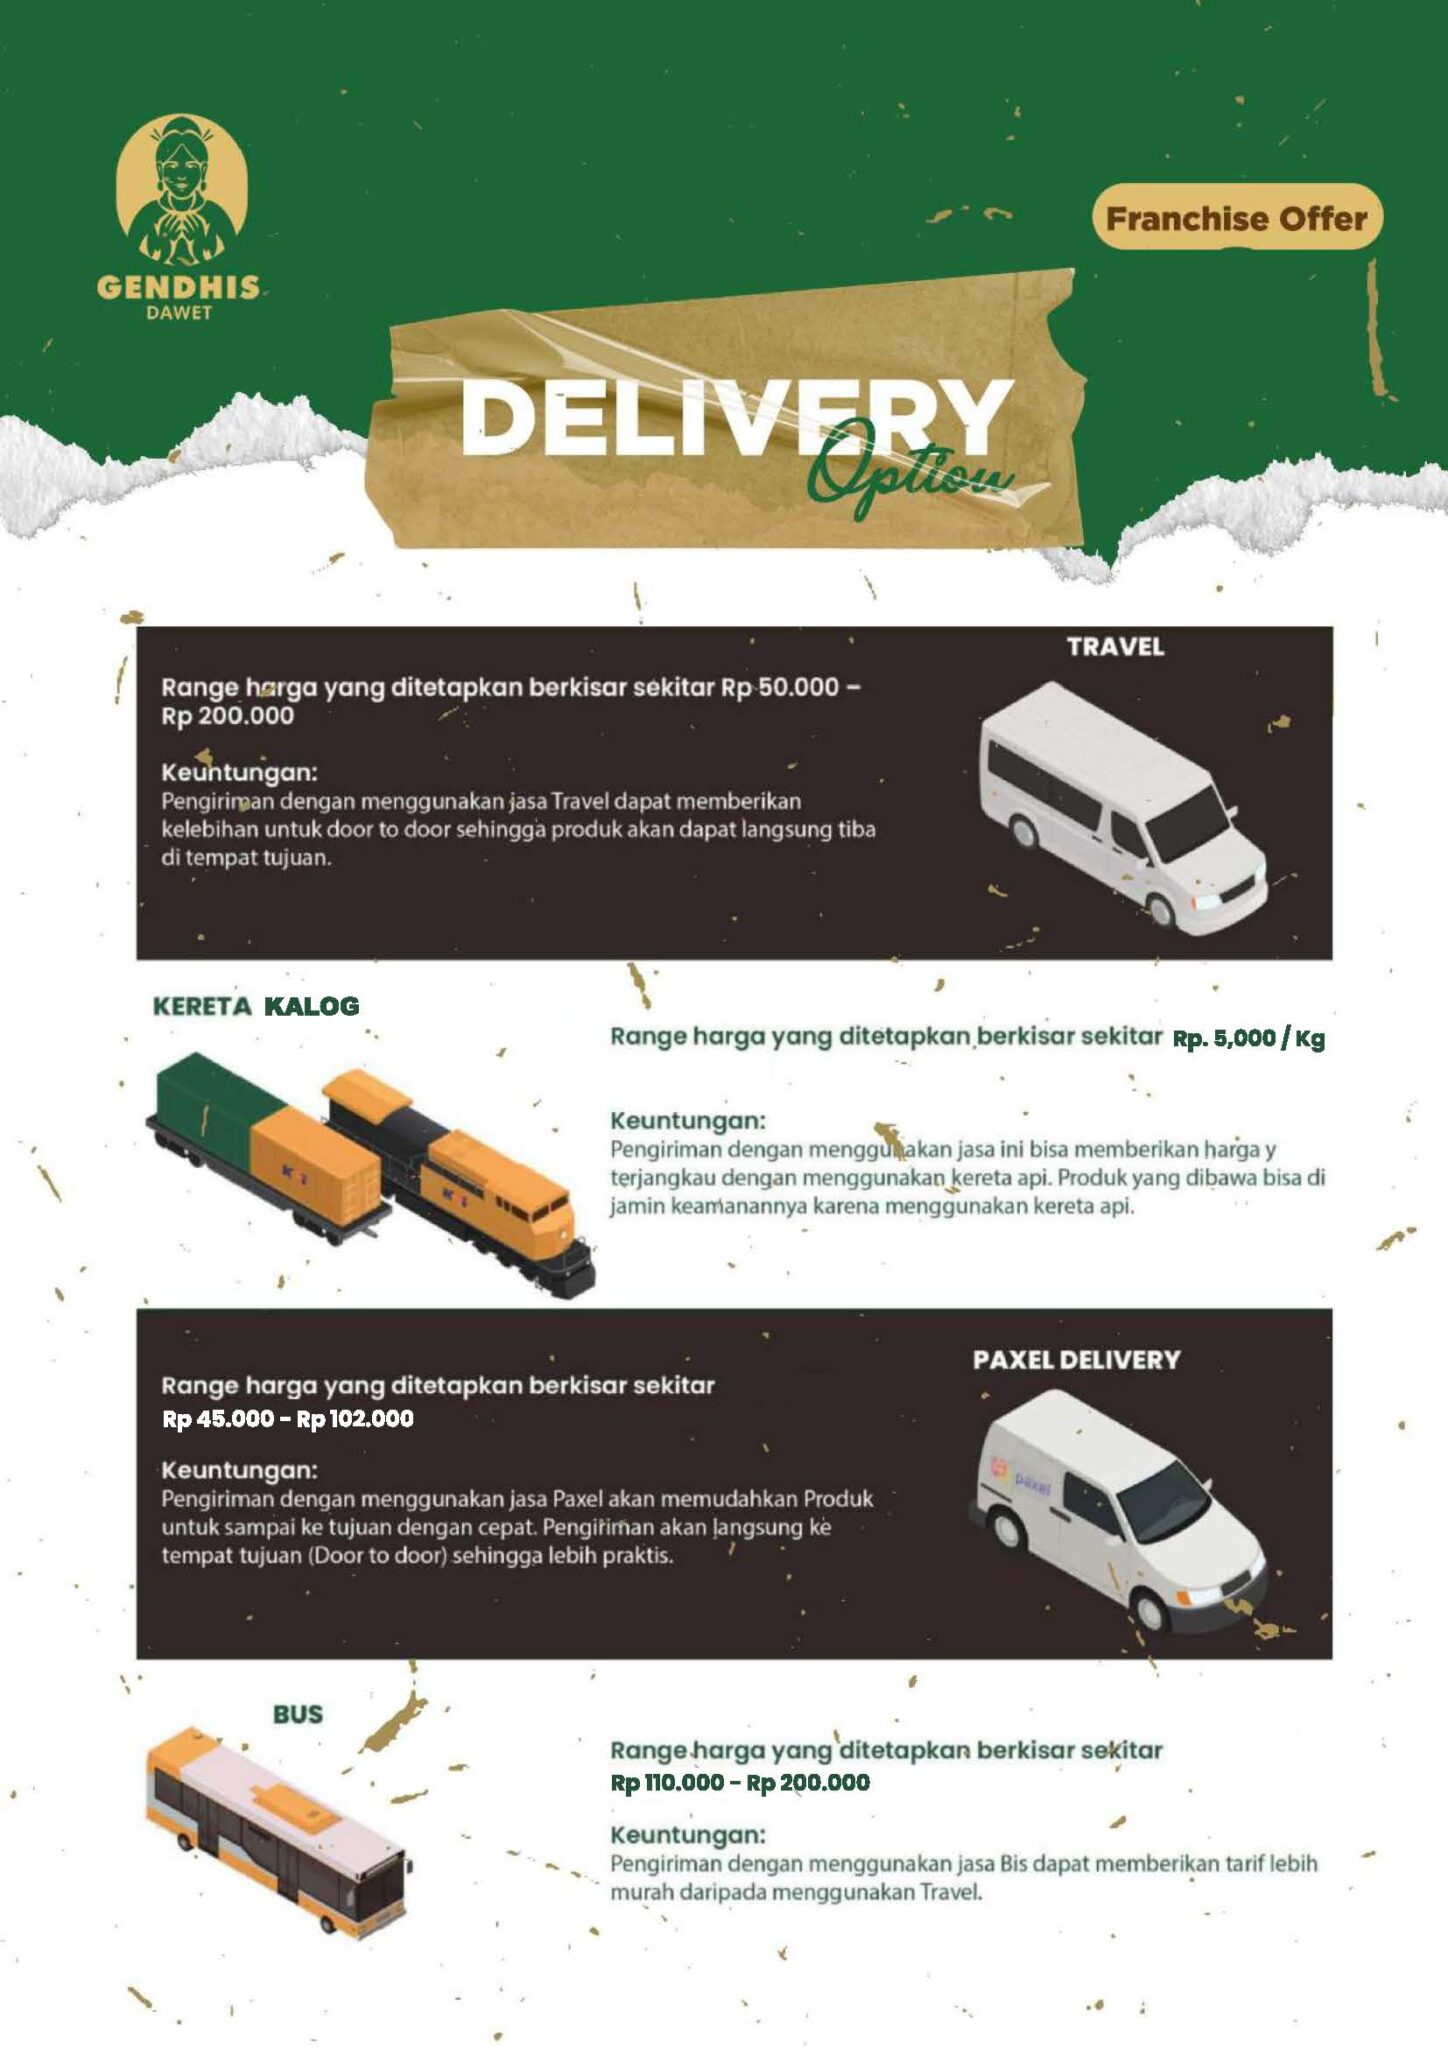 GENDHIS
DAWET
Franchise Offer
DELIVERY
Option
TRAVEL
Range harga yang ditetapkan berkisar sekitar Rp 50.000 –
Rp 200.000
Keuntungan:
Pengiriman dengan menggunakan jasa Travel dapat memberikan
kelebihan untuk door to door sehingga produk akan dapat langsung tiba
di tempat tujuan.
KERETA KALOG
Range harga yang ditetapkan berkisar sekitar Rp. 5,000 / Kg
Keuntungan:
Pengiriman dengan menggunakan jasa ini bisa memberikan harga y
terjangkau dengan menggunakan kereta api. Produk yang dibawa bisa di
jamin keamanannya karena menggunakan kereta api.
PAXEL DELIVERY
Range harga yang ditetapkan berkisar sekitar
Rp 45.000 – Rp 102.000
Keuntungan:
Pengiriman dengan menggunakan jasa Paxel akan memudahkan Produk
untuk sampai ke tujuan dengan cepat. Pengiriman akan langsung ke
tempat tujuan (Door to door) sehingga lebih praktis.
paxel
BUS
Range harga yang ditetapkan berkisar sekitar
Rp 110.000 – Rp 200.000
Keuntungan:
Pengiriman dengan menggunakan jasa Bis dapat memberikan tarif lebih
murah daripada menggunakan Travel.